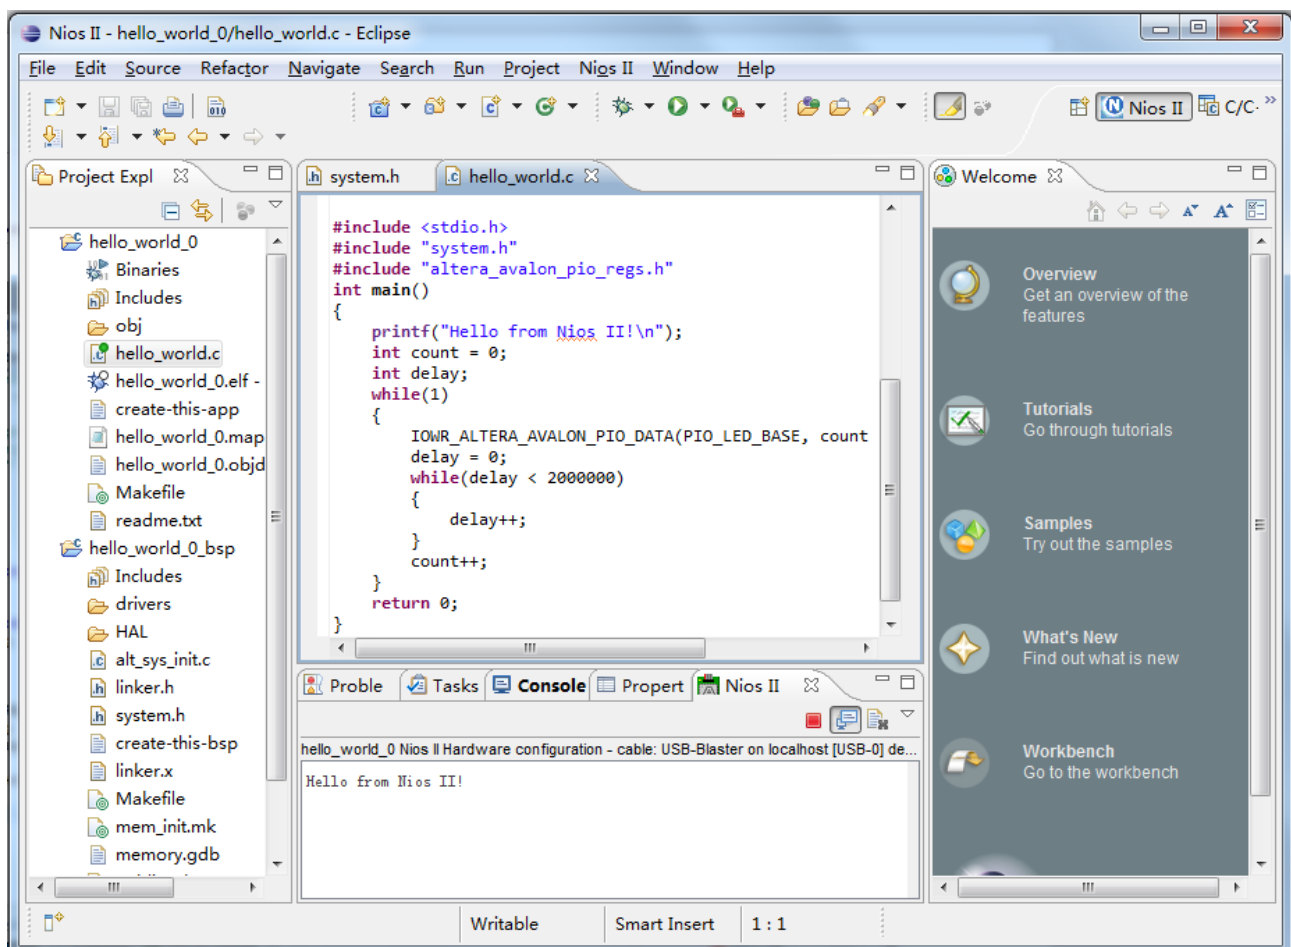 Nios II - hello_world_0/hello_world.c - Eclipse
File Edit Source Refactor Navigate Search Run Project Nios II Window Help
Nios II C/C·
Project Expl
hello_world_0
Binaries
Includes
obj
hello_world.c
hello_world_0.elf -
create-this-app
hello_world_0.map
hello_world_0.objd
Makefile
readme.txt
hello_world_0_bsp
Includes
drivers
HAL
alt_sys_init.c
linker.h
system.h
create-this-bsp
linker.x
Makefile
mem_init.mk
memory.gdb
system.h hello_world.c
#include <stdio.h>
#include "system.h"
#include "altera_avalon_pio_regs.h"
int main()
{
printf("Hello from Nios II!\n");
int count = 0;
int delay;
while(1)
{
IOWR_ALTERA_AVALON_PIO_DATA(PIO_LED_BASE, count
delay = 0;
while(delay < 2000000)
{
delay++;
}
count++;
}
return 0;
}
Proble Tasks Console Propert Nios II
hello_world_0 Nios II Hardware configuration - cable: USB-Blaster on localhost [USB-0] de...
Hello from Nios II!
Welcome
Overview
Get an overview of the
features
Tutorials
Go through tutorials
Samples
Try out the samples
What's New
Find out what is new
Workbench
Go to the workbench
Writable Smart Insert 1 : 1